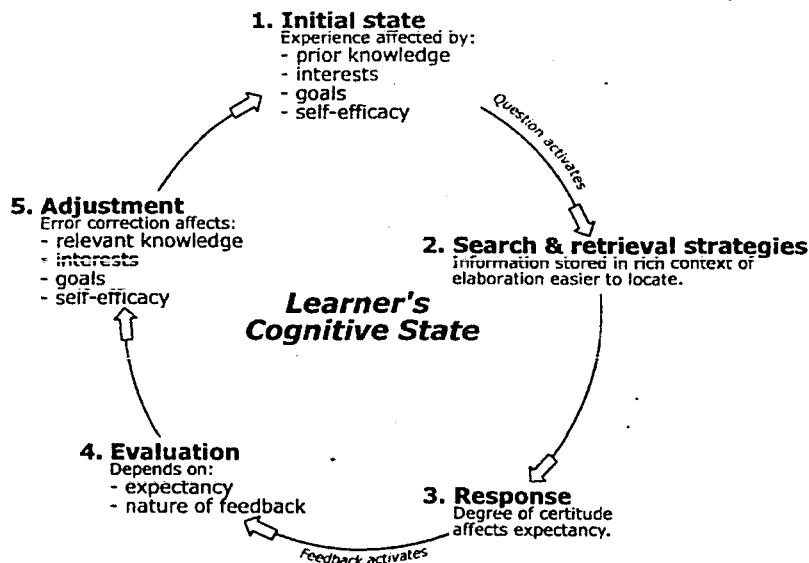 1. Initial state
Experience affected by:
- prior knowledge
- interests
- goals
- self-efficacy
Question activates
2. Search & retrieval strategies
Information stored in rich context of
elaboration easier to locate.
3. Response
Degree of certitude
affects expectancy.
Feedback activates
4. Evaluation
Depends on:
- expectancy
- nature of feedback
5. Adjustment
Error correction affects:
- relevant knowledge
- interests
- goals
- self-efficacy
Learner's
Cognitive State